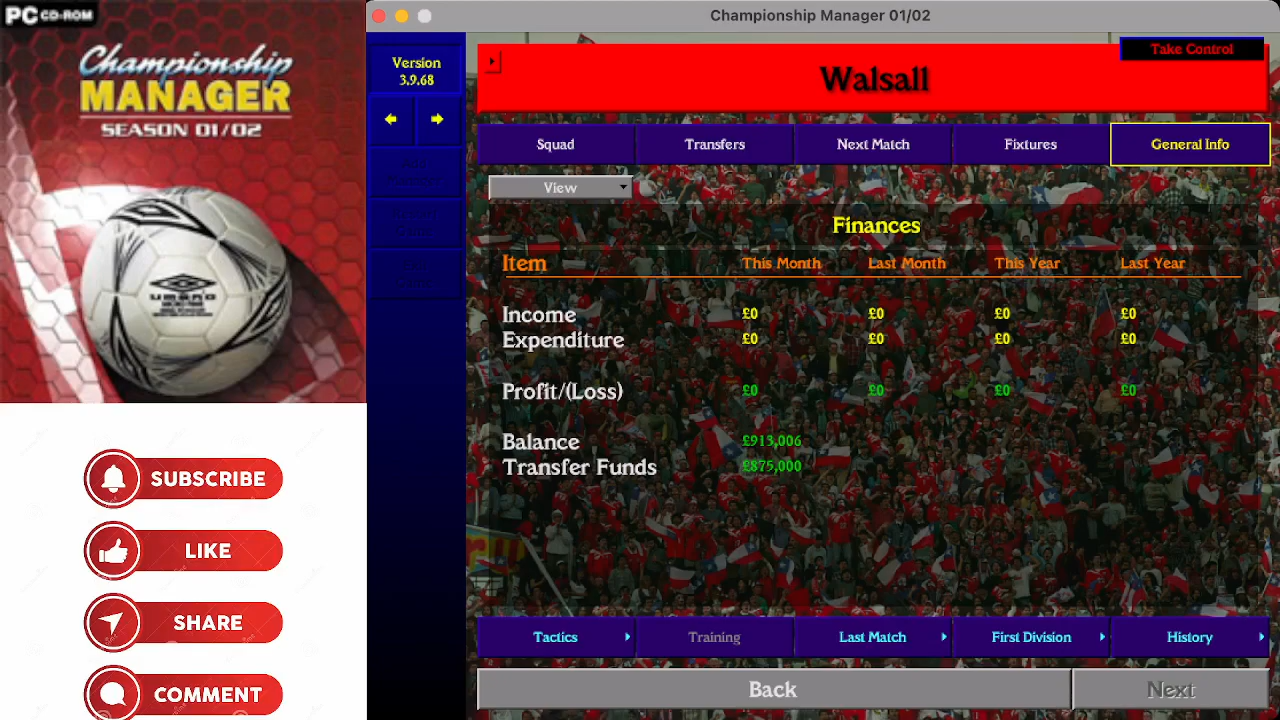 PC CD-ROM
Championship
MANAGER
SEASON 01/02
UMBRO
SUBSCRIBE
LIKE
SHARE
COMMENT
Championship Manager 01/02
Version
3.9.68
Take Control
Walsall
Squad
Transfers
Next Match
Fixtures
General Info
View
Finances
Item This Month Last Month This Year Last Year
Income £0 £0 £0 £0
Expenditure £0 £0 £0 £0
Profit/(Loss) £0 £0 £0 £0
Balance £913,006
Transfer Funds £875,000
Tactics
Training
Last Match
First Division
History
Back
Next